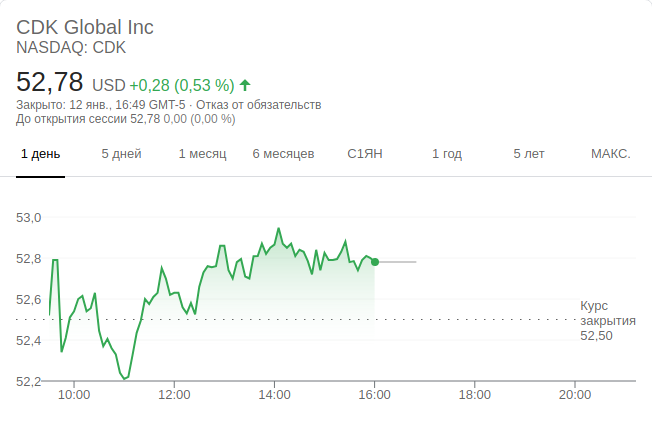 CDK Global Inc
NASDAQ: CDK
52,78 USD +0,28 (0,53 %)
Закрыто: 12 янв., 16:49 GMT-5 · Отказ от обязательств
До открытия сессии 52,78 0,00 (0,00 %)
1 день 5 дней 1 месяц 6 месяцев С1ЯН 1 год 5 лет МАКС.
53,0
52,8
52,6
Курс
закрытия
52,50
52,4
52,2
10:00 12:00 14:00 16:00 18:00 20:00